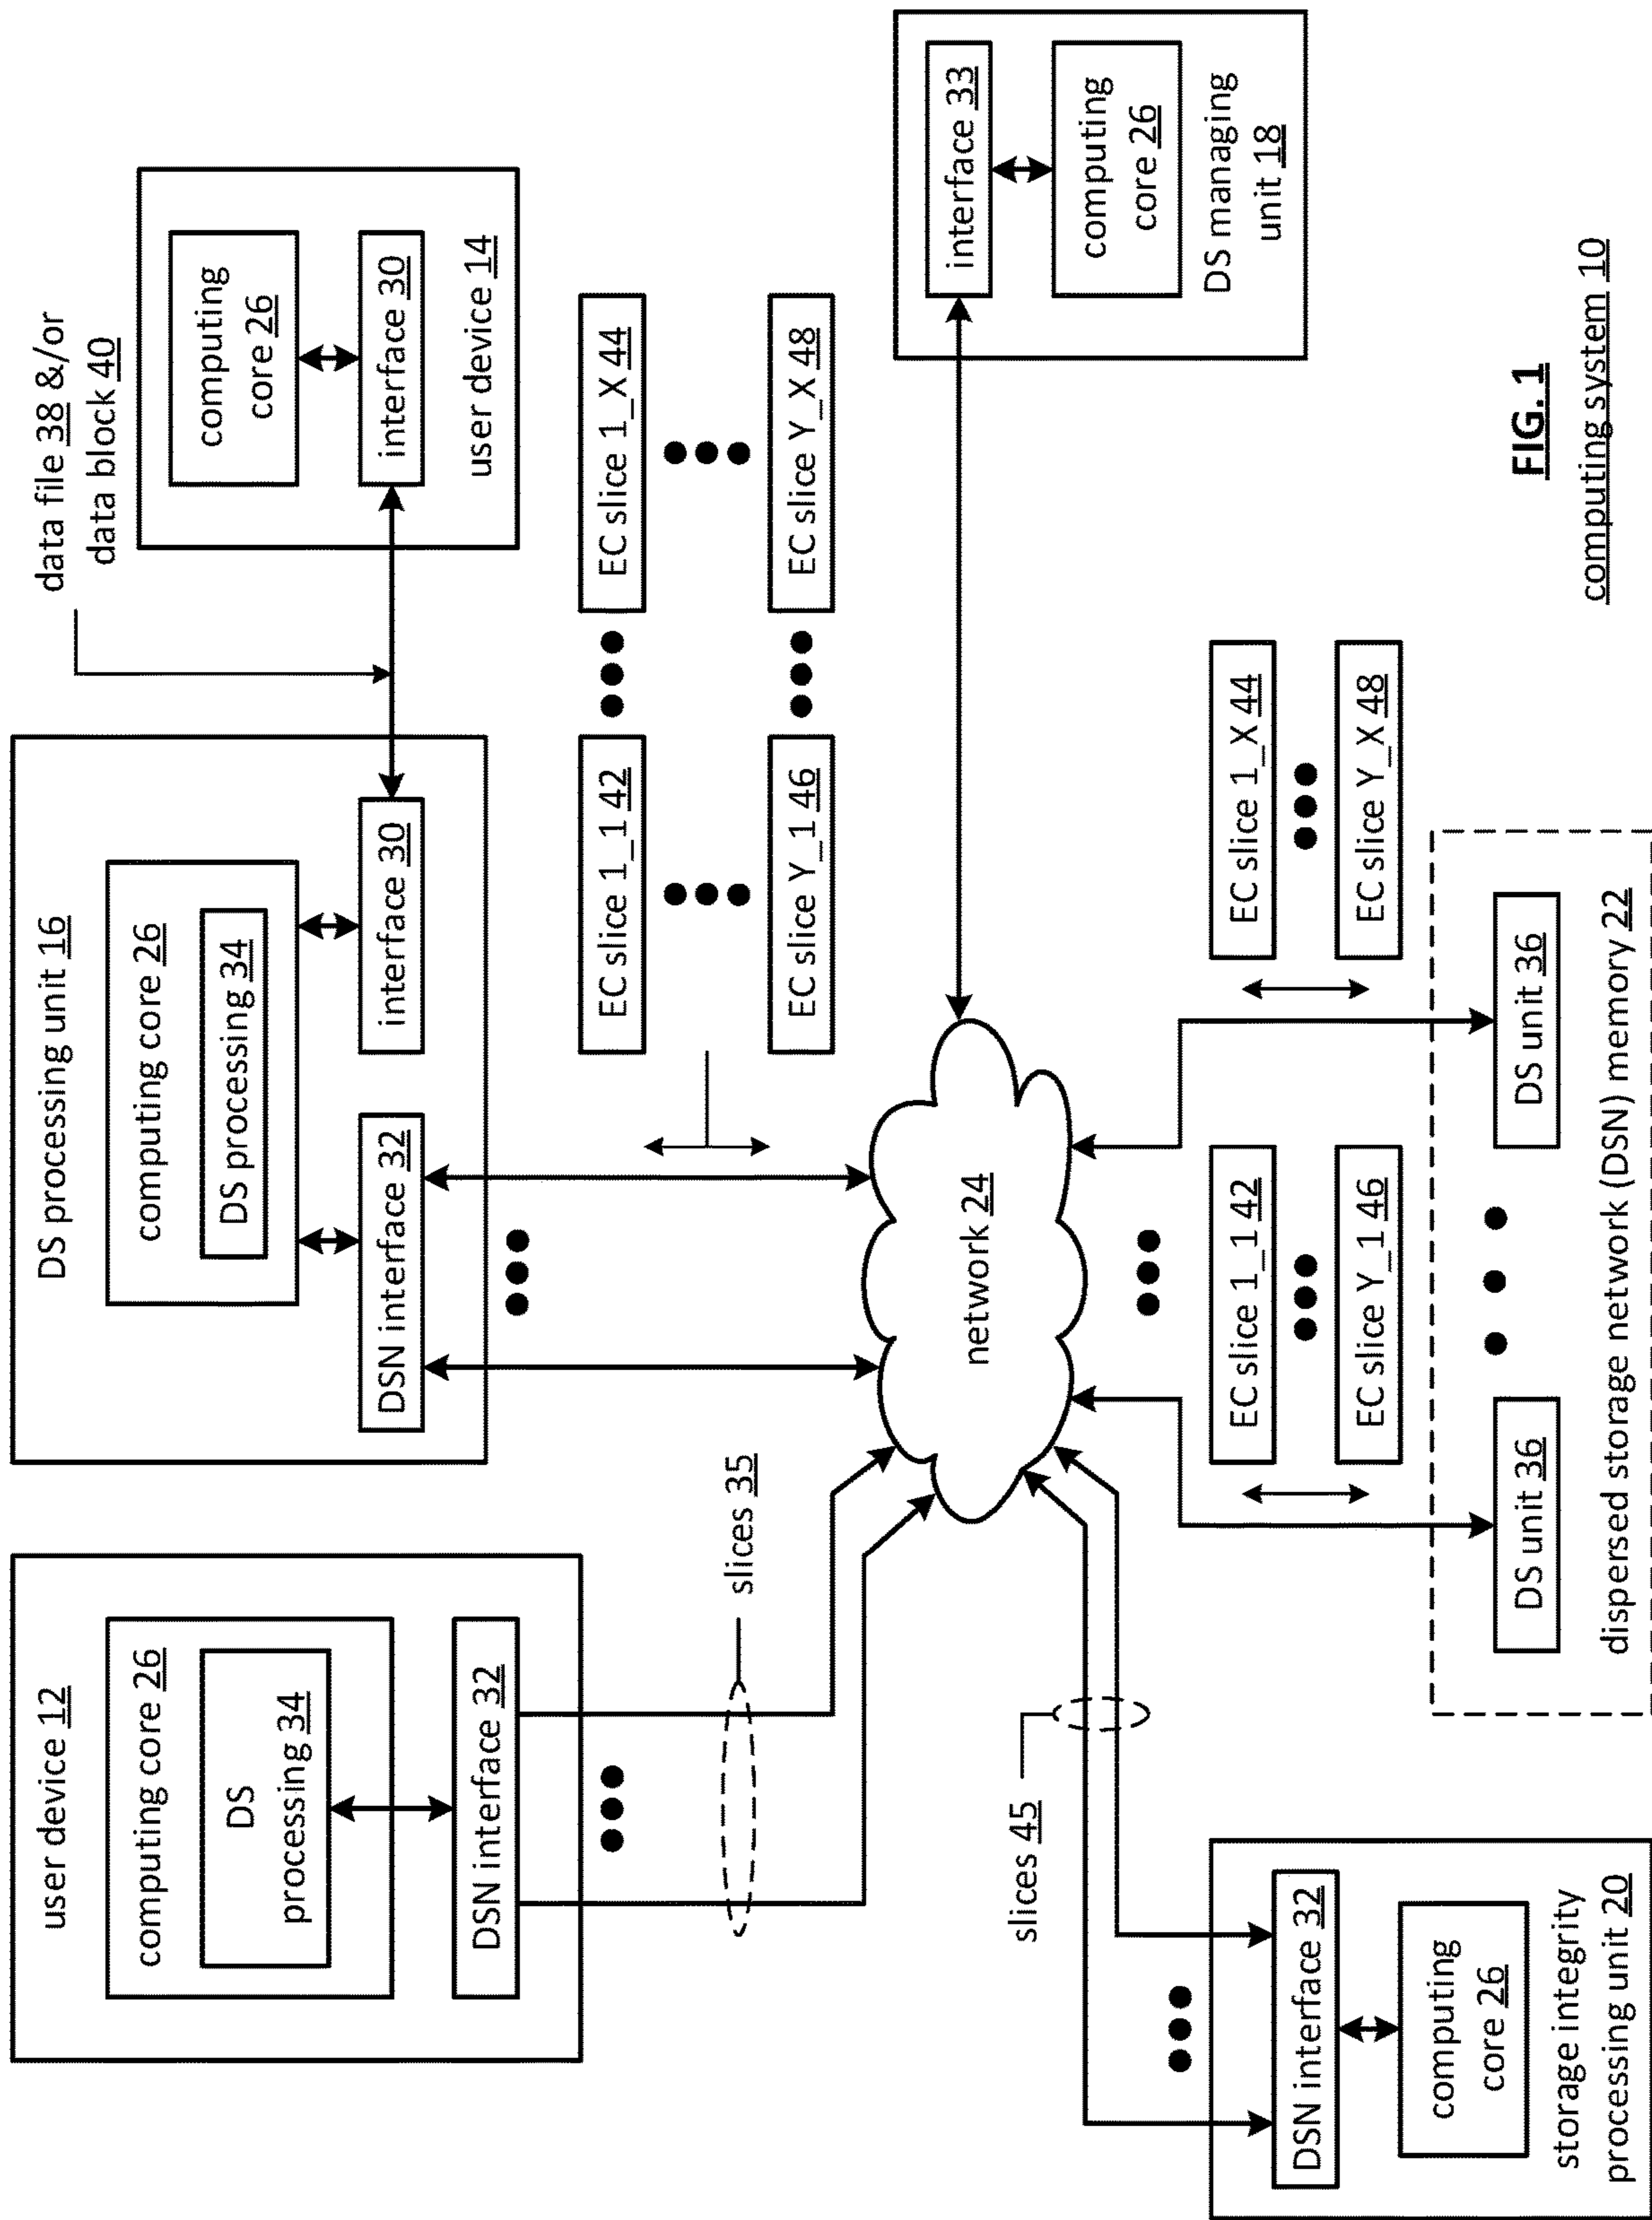 user device 12
computing core 26
DS
processing 34
DSN interface 32
slices 35
DS processing unit 16
computing core 26
DS processing 34
DSN interface 32
interface 30
data file 38 &/or
data block 40
computing
core 26
interface 30
user device 14
EC slice 1_1 42
EC slice 1_X 44
EC slice Y_1 46
EC slice Y_X 48
network 24
interface 33
computing
core 26
DS managing
unit 18
slices 45
DSN interface 32
computing
core 26
storage integrity
processing unit 20
EC slice 1_1 42
EC slice Y_1 46
EC slice 1_X 44
EC slice Y_X 48
DS unit 36
DS unit 36
dispersed storage network (DSN) memory 22
FIG. 1
computing system 10